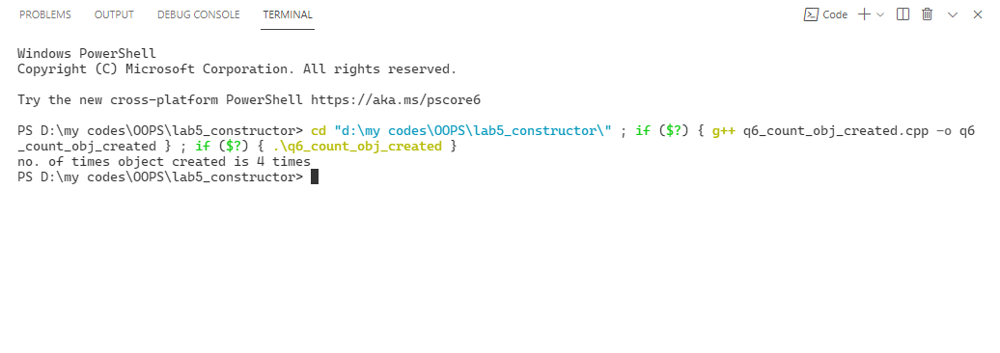 PROBLEMS OUTPUT DEBUG CONSOLE TERMINAL Code
Windows PowerShell
Copyright (C) Microsoft Corporation. All rights reserved.
Try the new cross-platform PowerShell https://aka.ms/pscore6
PS D:\my codes\OOPS\lab5_constructor> cd "d:\my codes\OOPS\lab5_constructor\" ; if ($?) { g++ q6_count_obj_created.cpp -o q6
_count_obj_created } ; if ($?) { .\q6_count_obj_created }
no. of times object created is 4 times
PS D:\my codes\OOPS\lab5_constructor>